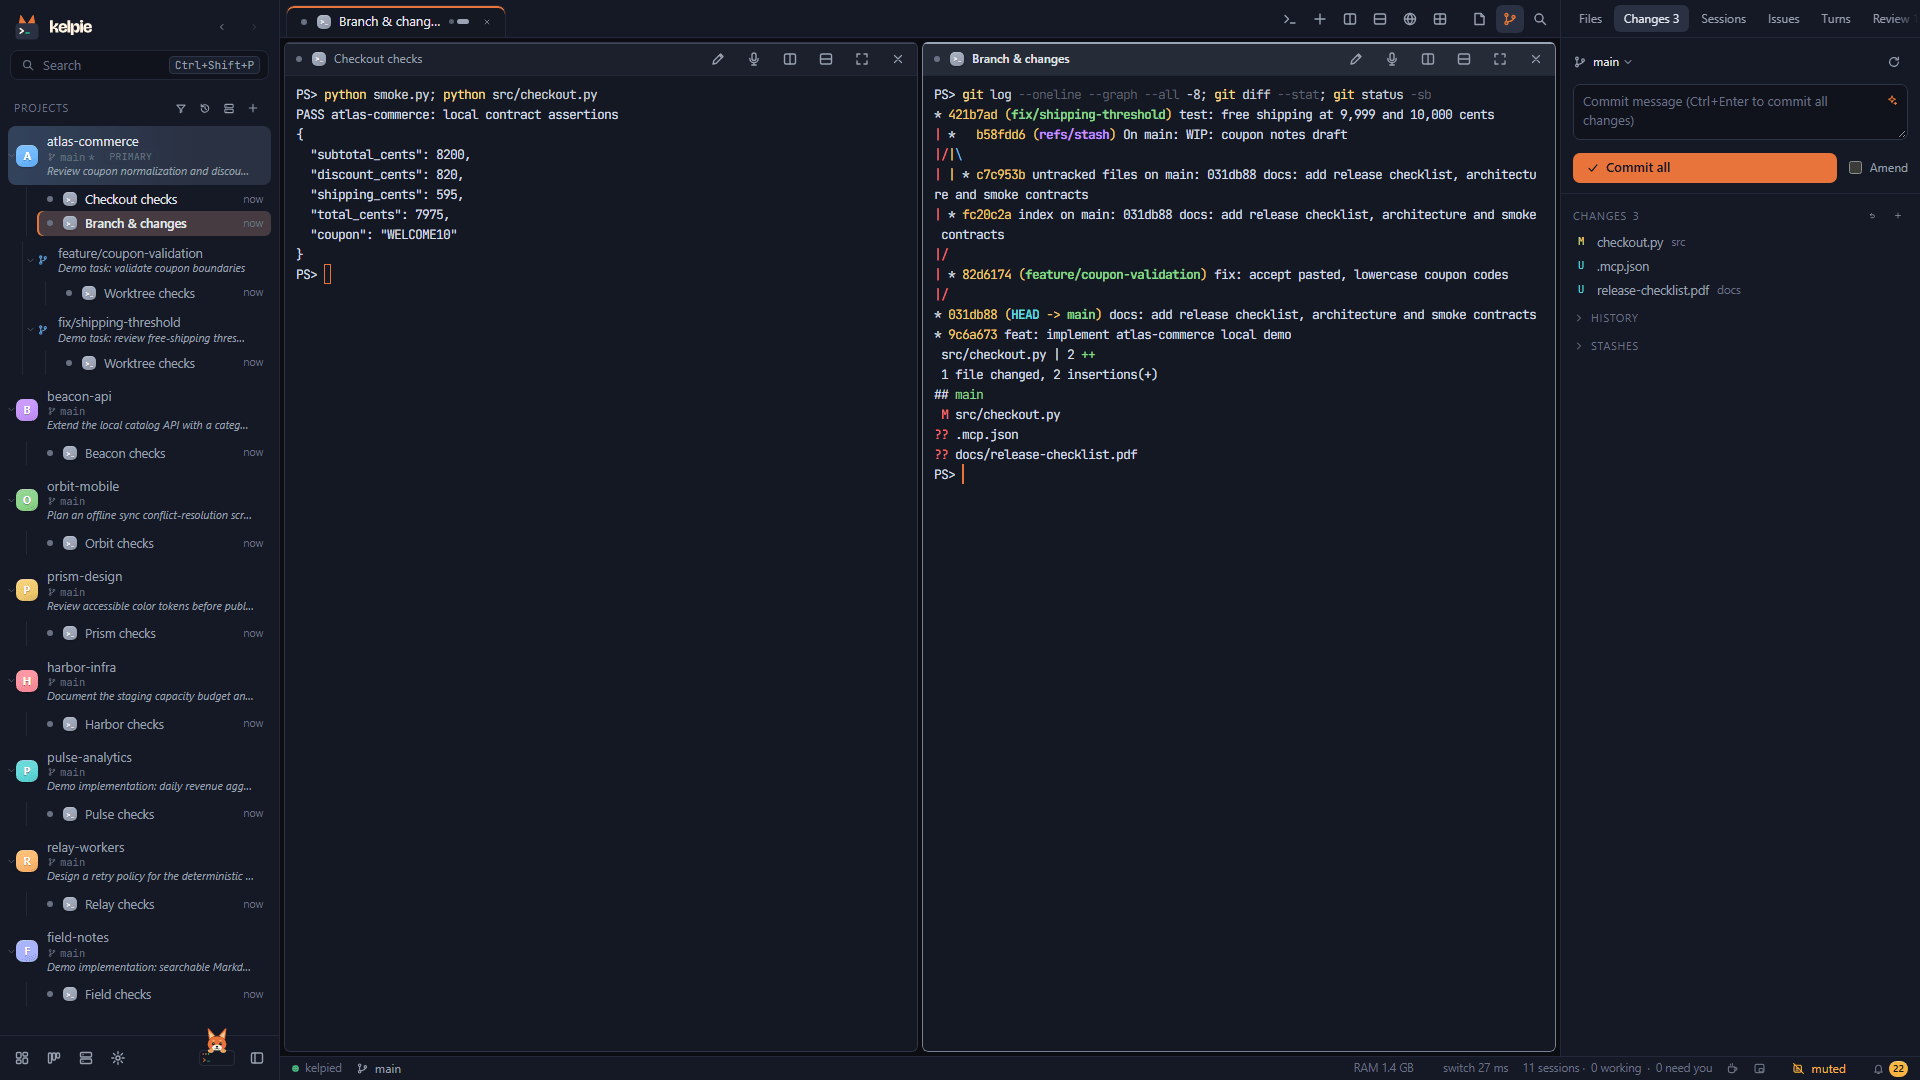 kelpie
Search Ctrl+Shift+P
PROJECTS
A atlas-commerce
main * PRIMARY
Review coupon normalization and discou...
Checkout checks now
Branch & changes now
feature/coupon-validation
Demo task: validate coupon boundaries
Worktree checks now
fix/shipping-threshold
Demo task: review free-shipping thres...
Worktree checks now
B beacon-api
main
Extend the local catalog API with a categ...
Beacon checks now
O orbit-mobile
main
Plan an offline sync conflict-resolution scr...
Orbit checks now
P prism-design
main
Review accessible color tokens before publ...
Prism checks now
H harbor-infra
main
Document the staging capacity budget an...
Harbor checks now
P pulse-analytics
main
Demo implementation: daily revenue agg...
Pulse checks now
R relay-workers
main
Design a retry policy for the deterministic ...
Relay checks now
F field-notes
main
Demo implementation: searchable Markd...
Field checks now
Branch & chang...
Checkout checks
PS> python smoke.py; python src/checkout.py
PASS atlas-commerce: local contract assertions
{
"subtotal_cents": 8200,
"discount_cents": 820,
"shipping_cents": 595,
"total_cents": 7975,
"coupon": "WELCOME10"
}
PS>
Branch & changes
PS> git log --oneline --graph --all -8; git diff --stat; git status -sb
* 421b7ad (fix/shipping-threshold) test: free shipping at 9,999 and 10,000 cents
| *   b58fdd6 (refs/stash) On main: WIP: coupon notes draft
|/|\
| | * c7c953b untracked files on main: 031db88 docs: add release checklist, architectu
re and smoke contracts
| * fc20c2a index on main: 031db88 docs: add release checklist, architecture and smoke
contracts
|/
| * 82d6174 (feature/coupon-validation) fix: accept pasted, lowercase coupon codes
|/
* 031db88 (HEAD -> main) docs: add release checklist, architecture and smoke contracts
* 9c6a673 feat: implement atlas-commerce local demo
src/checkout.py | 2 ++
1 file changed, 2 insertions(+)
## main
M src/checkout.py
?? .mcp.json
?? docs/release-checklist.pdf
PS>
Files Changes 3 Sessions Issues Turns Review
main
Commit message (Ctrl+Enter to commit all
changes)
Commit all Amend
CHANGES 3
M checkout.py src
U .mcp.json
U release-checklist.pdf docs
HISTORY
STASHES
kelpied main
RAM 1.4 GB switch 27 ms 11 sessions · 0 working · 0 need you muted 22